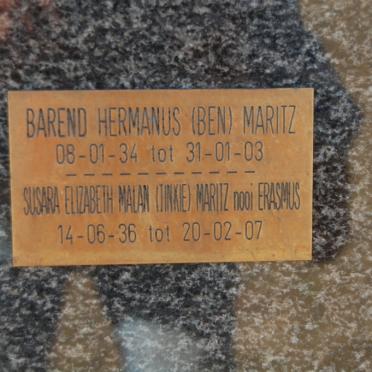 BAREND HERMANUS (BEN) MARITZ
08-01-34 tot 31-01-03
SUSARA ELIZABETH MALAN (TINKIE) MARITZ nooi ERASMUS
14-06-36 tot 20-02-07